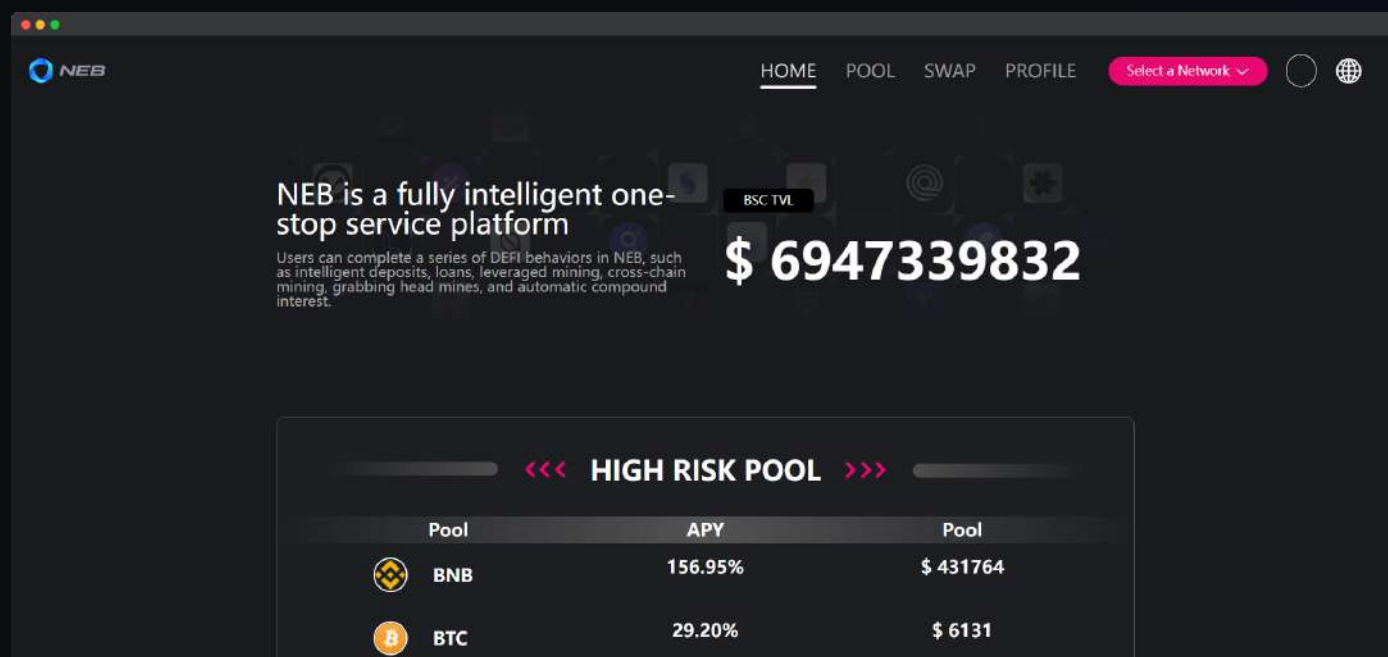 NEB
HOME POOL SWAP PROFILE Select a Network
NEB is a fully intelligent one-
stop service platform
Users can complete a series of DEFI behaviors in NEB, such
as intelligent deposits, loans, leveraged mining, cross-chain
mining, grabbing head mines, and automatic compound
interest.
BSC TVL
$ 6947339832
<<< HIGH RISK POOL >>>
Pool APY Pool
BNB 156.95% $ 431764
BTC 29.20% $ 6131